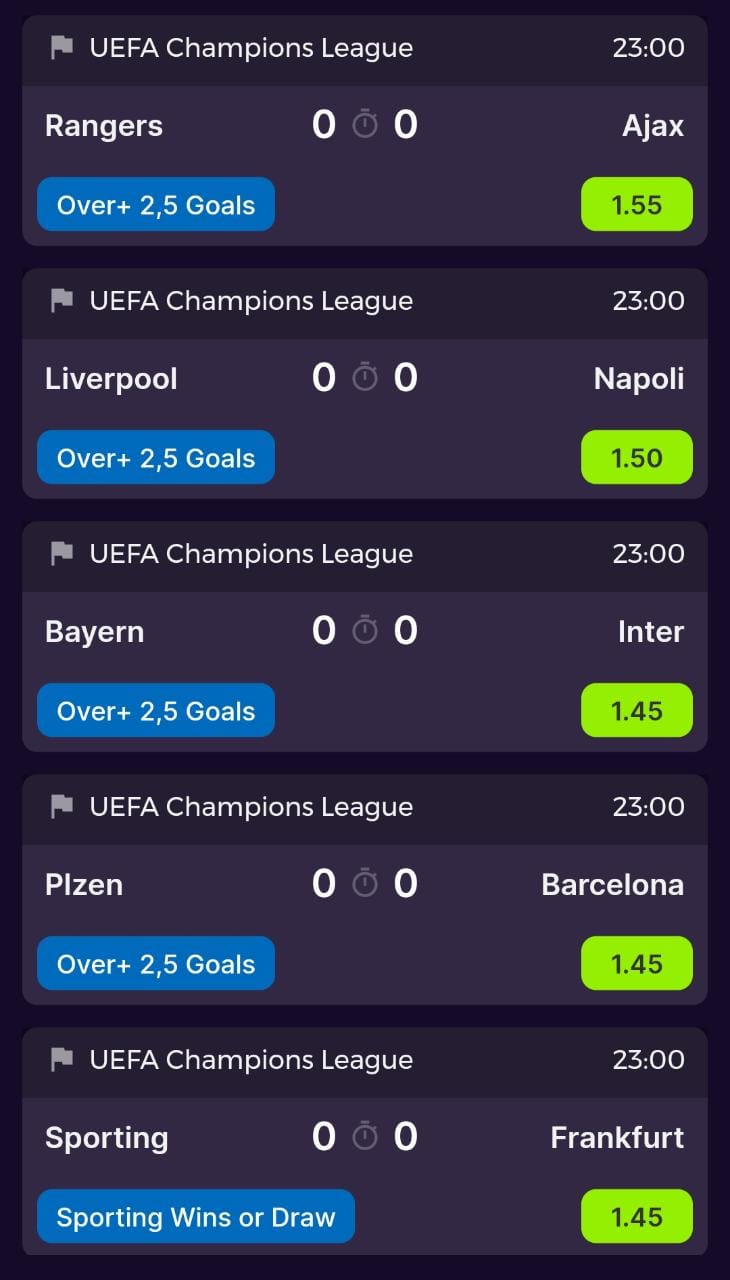 UEFA Champions League 23:00
Rangers 0 0 Ajax
Over+ 2,5 Goals 1.55
UEFA Champions League 23:00
Liverpool 0 0 Napoli
Over+ 2,5 Goals 1.50
UEFA Champions League 23:00
Bayern 0 0 Inter
Over+ 2,5 Goals 1.45
UEFA Champions League 23:00
Plzen 0 0 Barcelona
Over+ 2,5 Goals 1.45
UEFA Champions League 23:00
Sporting 0 0 Frankfurt
Sporting Wins or Draw 1.45